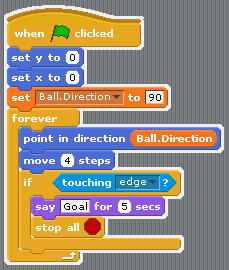 when clicked
set y to 0
set x to 0
set Ball.Direction to 90
forever
point in direction Ball.Direction
move 4 steps
if touching edge ?
say Goal for 5 secs
stop all